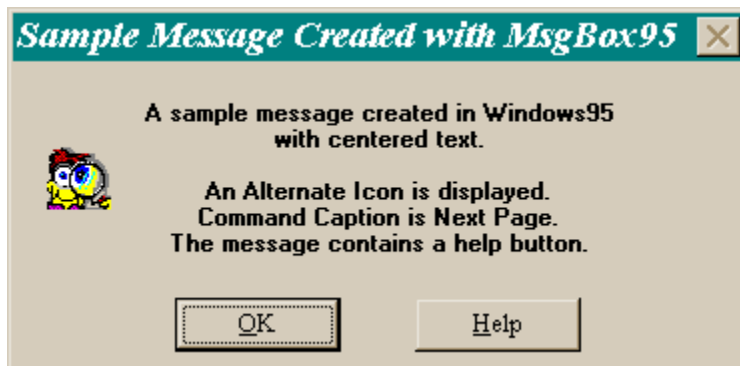 Sample Message Created with MsgBox95
A sample message created in Windows95
with centered text.
An Alternate Icon is displayed.
Command Caption is Next Page.
The message contains a help button.
OK
Help